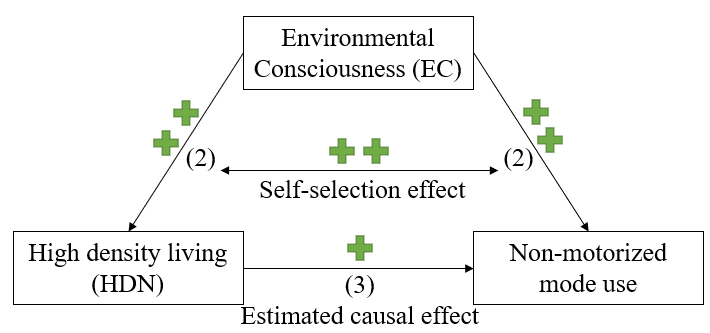 Environmental
Consciousness (EC)
(2)
(2)
Self-selection effect
High density living
(HDN)
(3)
Estimated causal effect
Non-motorized
mode use